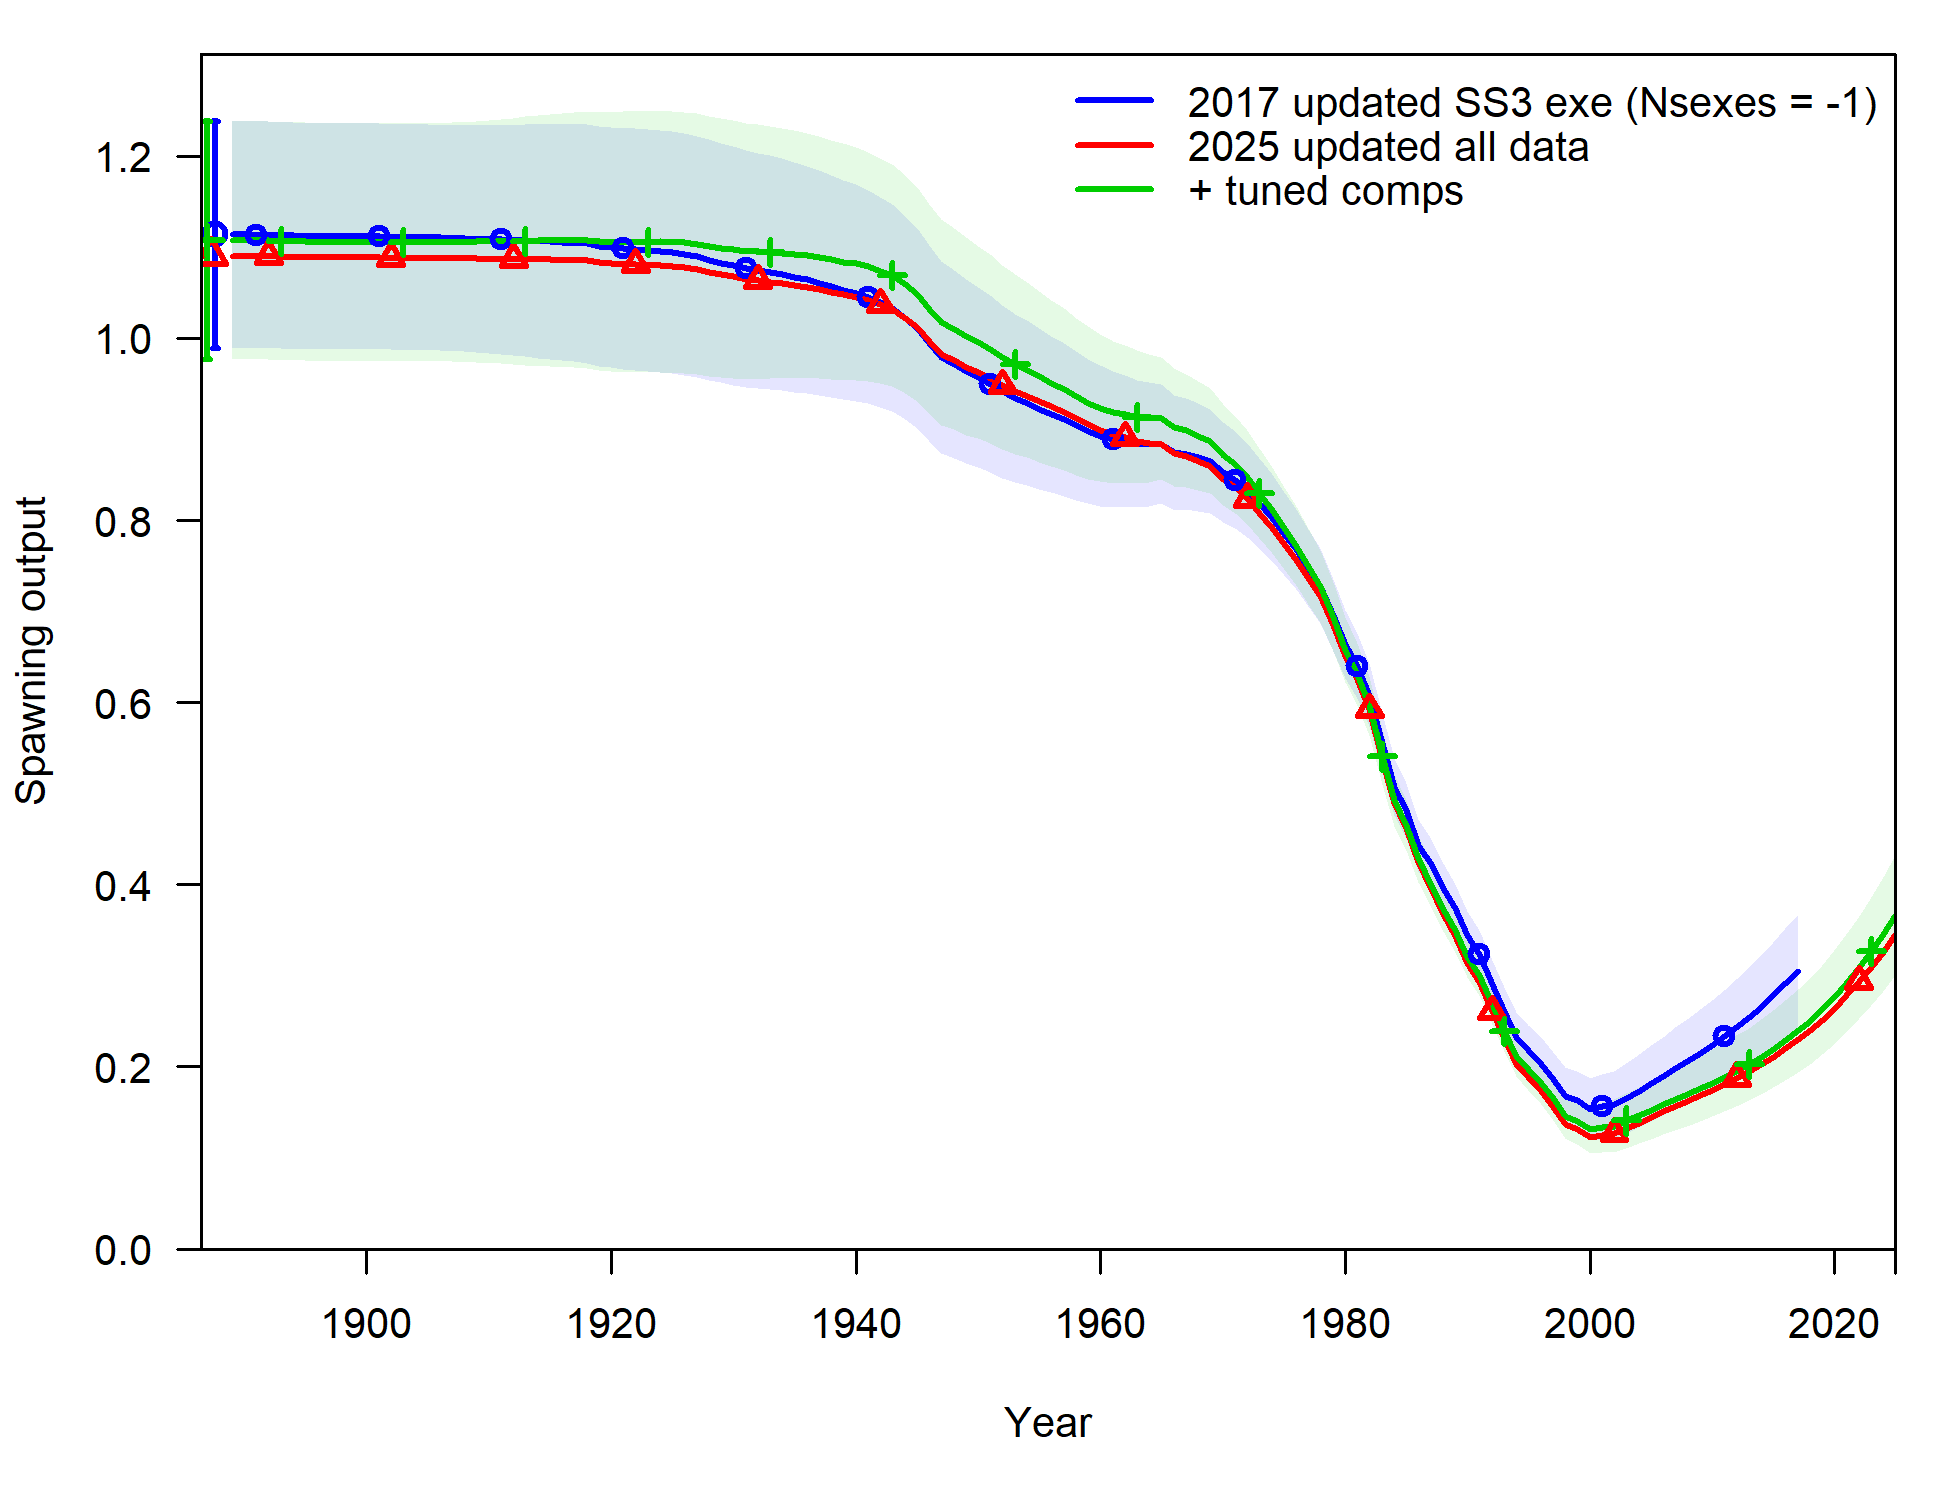 2017 updated SS3 exe (Nsexes = -1)
2025 updated all data
+ tuned comps
Spawning output
1.2
1.0
0.8
0.6
0.4
0.2
0.0
1900 1920 1940 1960 1980 2000 2020
Year